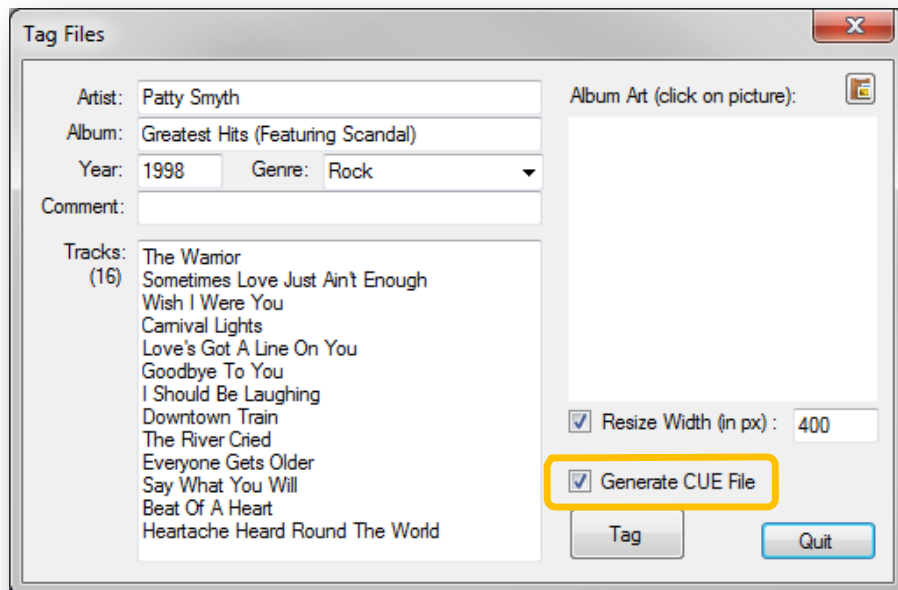 Tag Files
Artist: Patty Smyth
Album: Greatest Hits (Featuring Scandal)
Year: 1998 Genre: Rock
Comment:
Tracks:
(16)
The Warrior
Sometimes Love Just Ain't Enough
Wish I Were You
Carnival Lights
Love's Got A Line On You
Goodbye To You
I Should Be Laughing
Downtown Train
The River Cried
Everyone Gets Older
Say What You Will
Beat Of A Heart
Heartache Heard Round The World
Album Art (click on picture):
Resize Width (in px) : 400
Generate CUE File
Tag
Quit